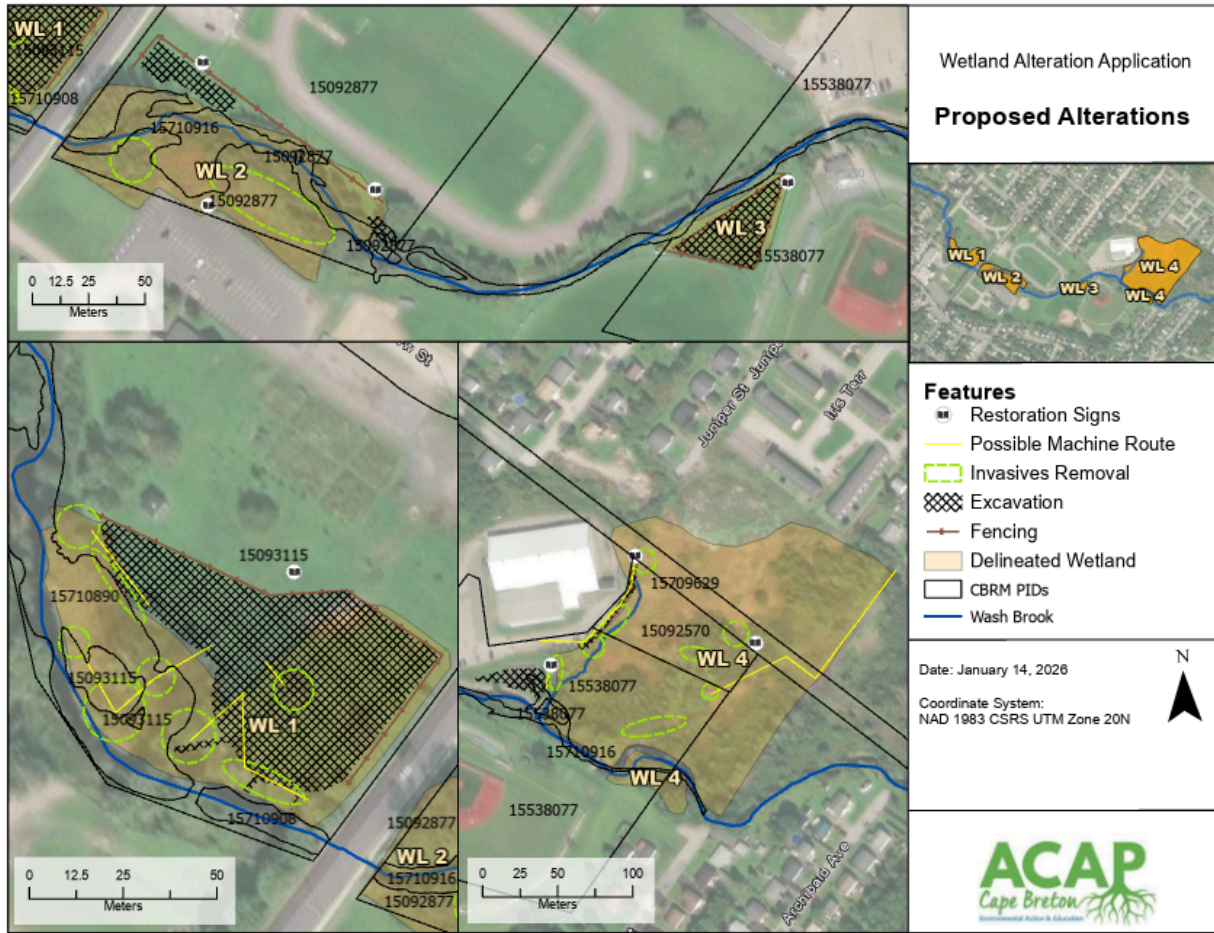 WL 1
15093115
15710908
15092877
15538077
15710916
15092877
WL 2
15092877
15092877
WL 3
15538077
0 12.5 25 50
Meters
Wetland Alteration Application
Proposed Alterations
WL 1
WL 2
WL 3
WL 4
WL 4
Features
Restoration Signs
Possible Machine Route
Invasives Removal
Excavation
Fencing
Delineated Wetland
CBRM PIDs
Wash Brook
Date: January 14, 2026
Coordinate System:
NAD 1983 CSRS UTM Zone 20N
N
ACAP
Cape Breton
Environmental Action & Education
St
15093115
15710890
15093115
15093115
WL 1
15710908
15092877
WL 2
15710916
15092877
0 12.5 25 50
Meters
Juniper St
Iris Terr
15709629
15092570
WL 4
15538077
15538077
15710916
WL 4
15538077
Archibald Ave
0 25 50 100
Meters